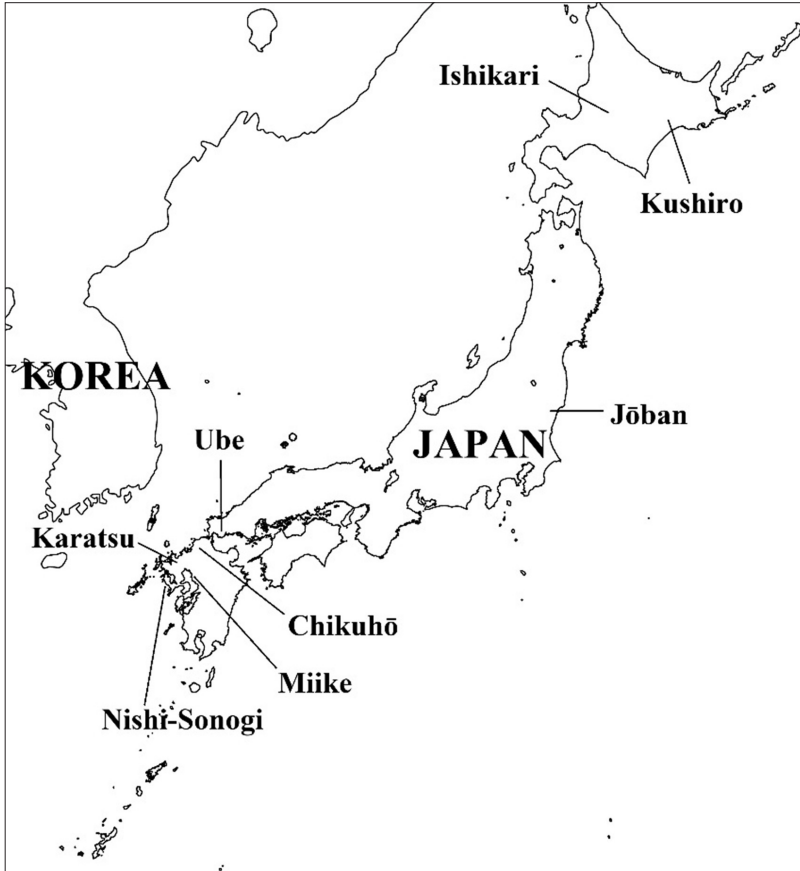 Ishikari
Kushiro
KOREA
Jōban
Ube
JAPAN
Karatsu
Chikuhō
Miike
Nishi-Sonogi